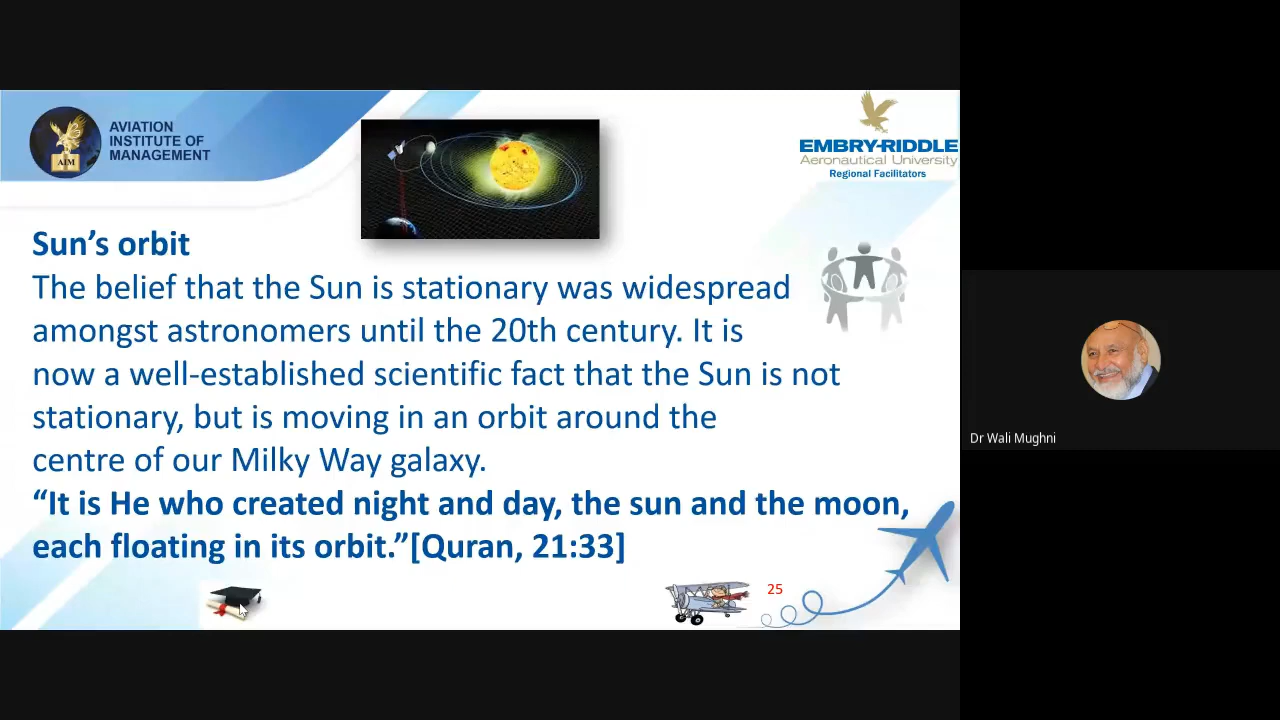 AVIATION
INSTITUTE OF
MANAGEMENT
AIM
EMBRY-RIDDLE
Aeronautical University
Regional Facilitators
Sun’s orbit
The belief that the Sun is stationary was widespread
amongst astronomers until the 20th century. It is
now a well-established scientific fact that the Sun is not
stationary, but is moving in an orbit around the
centre of our Milky Way galaxy.
“It is He who created night and day, the sun and the moon,
each floating in its orbit.”[Quran, 21:33]
25
Dr Wali Mughni